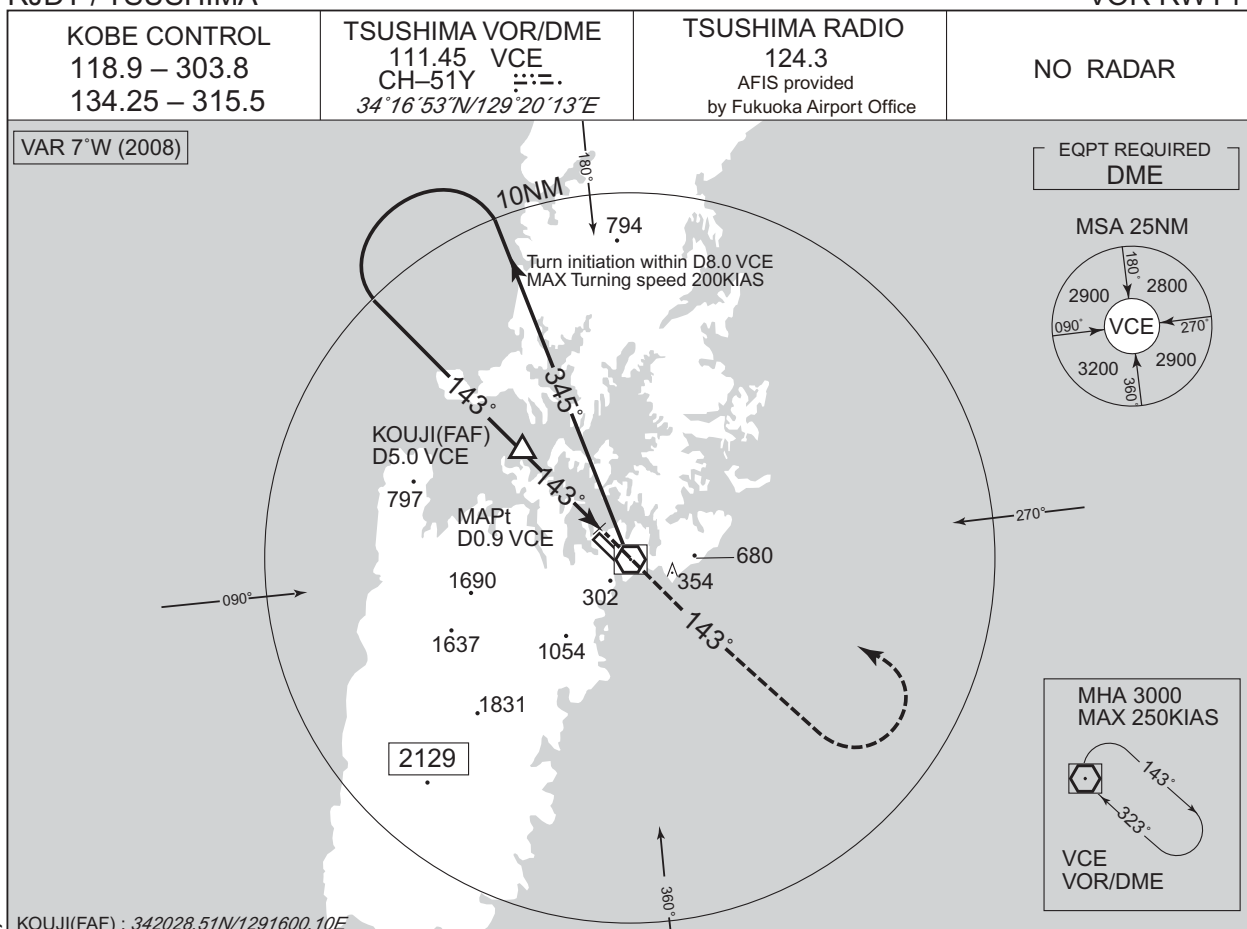 KOBE CONTROL
118.9 – 303.8
134.25 – 315.5
TSUSHIMA VOR/DME
111.45 VCE
CH–51Y
34°16′53″N/129°20′13″E
TSUSHIMA RADIO
124.3
AFIS provided
by Fukuoka Airport Office
NO RADAR
VAR 7°W (2008)
EQPT REQUIRED
DME
MSA 25NM
180°
2900
2800
090°
VCE
270°
3200
2900
360°
180°
10NM
794
Turn initiation within D8.0 VCE
MAX Turning speed 200KIAS
143°
345°
KOUJI(FAF)
D5.0 VCE
797
143°
MAPt
D0.9 VCE
270°
680
354
302
1690
090°
1637
1054
143°
1831
2129
MHA 3000
MAX 250KIAS
143°
323°
VCE
VOR/DME
360°
KOUJI(FAF) : 342028.51N/1291600.10E